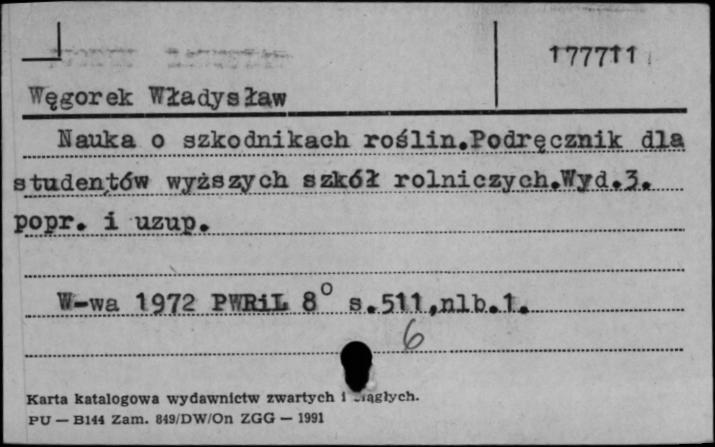 177711
Węgorek Władysław
Nauka o szkodnikach roślin.Podręcznik dla
studentów wyższych szkół rolniczych.Wyd.3.
popr. i uzup.
W-wa 1972 PWRiL 8° s.511,nlb.1.
6
Karta katalogowa wydawnictw zwartych i ciągłych.
PU — B144 Zam. 849/DW/On ZGG — 1991